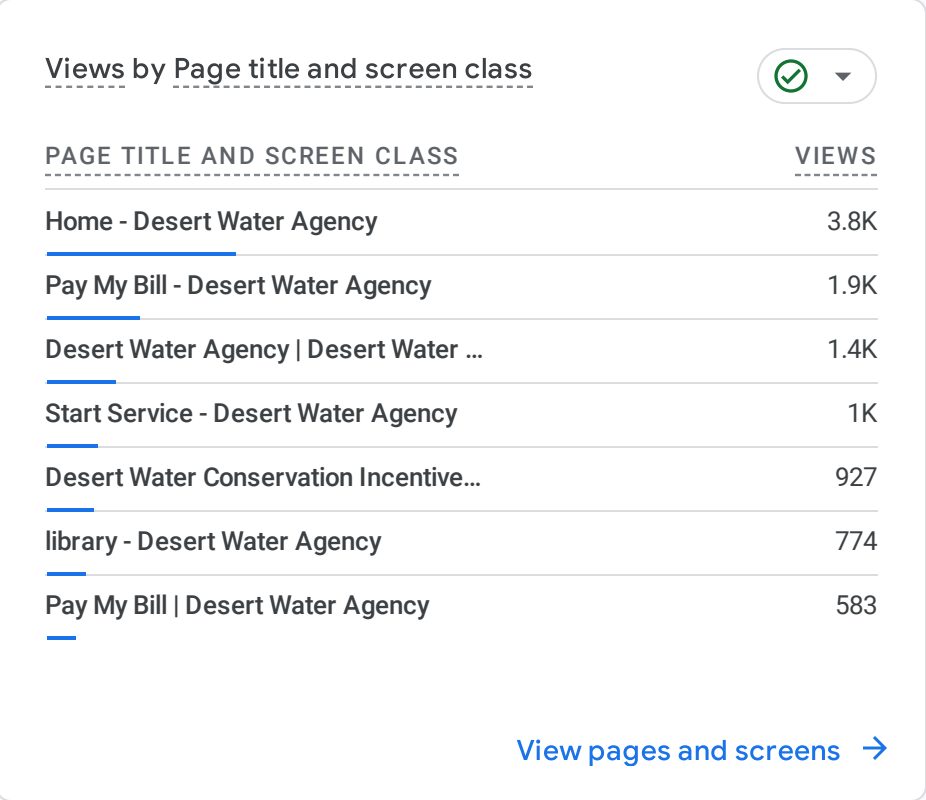 Views by Page title and screen class
PAGE TITLE AND SCREEN CLASS VIEWS
Home - Desert Water Agency 3.8K
Pay My Bill - Desert Water Agency 1.9K
Desert Water Agency | Desert Water ... 1.4K
Start Service - Desert Water Agency 1K
Desert Water Conservation Incentive... 927
library - Desert Water Agency 774
Pay My Bill | Desert Water Agency 583
View pages and screens